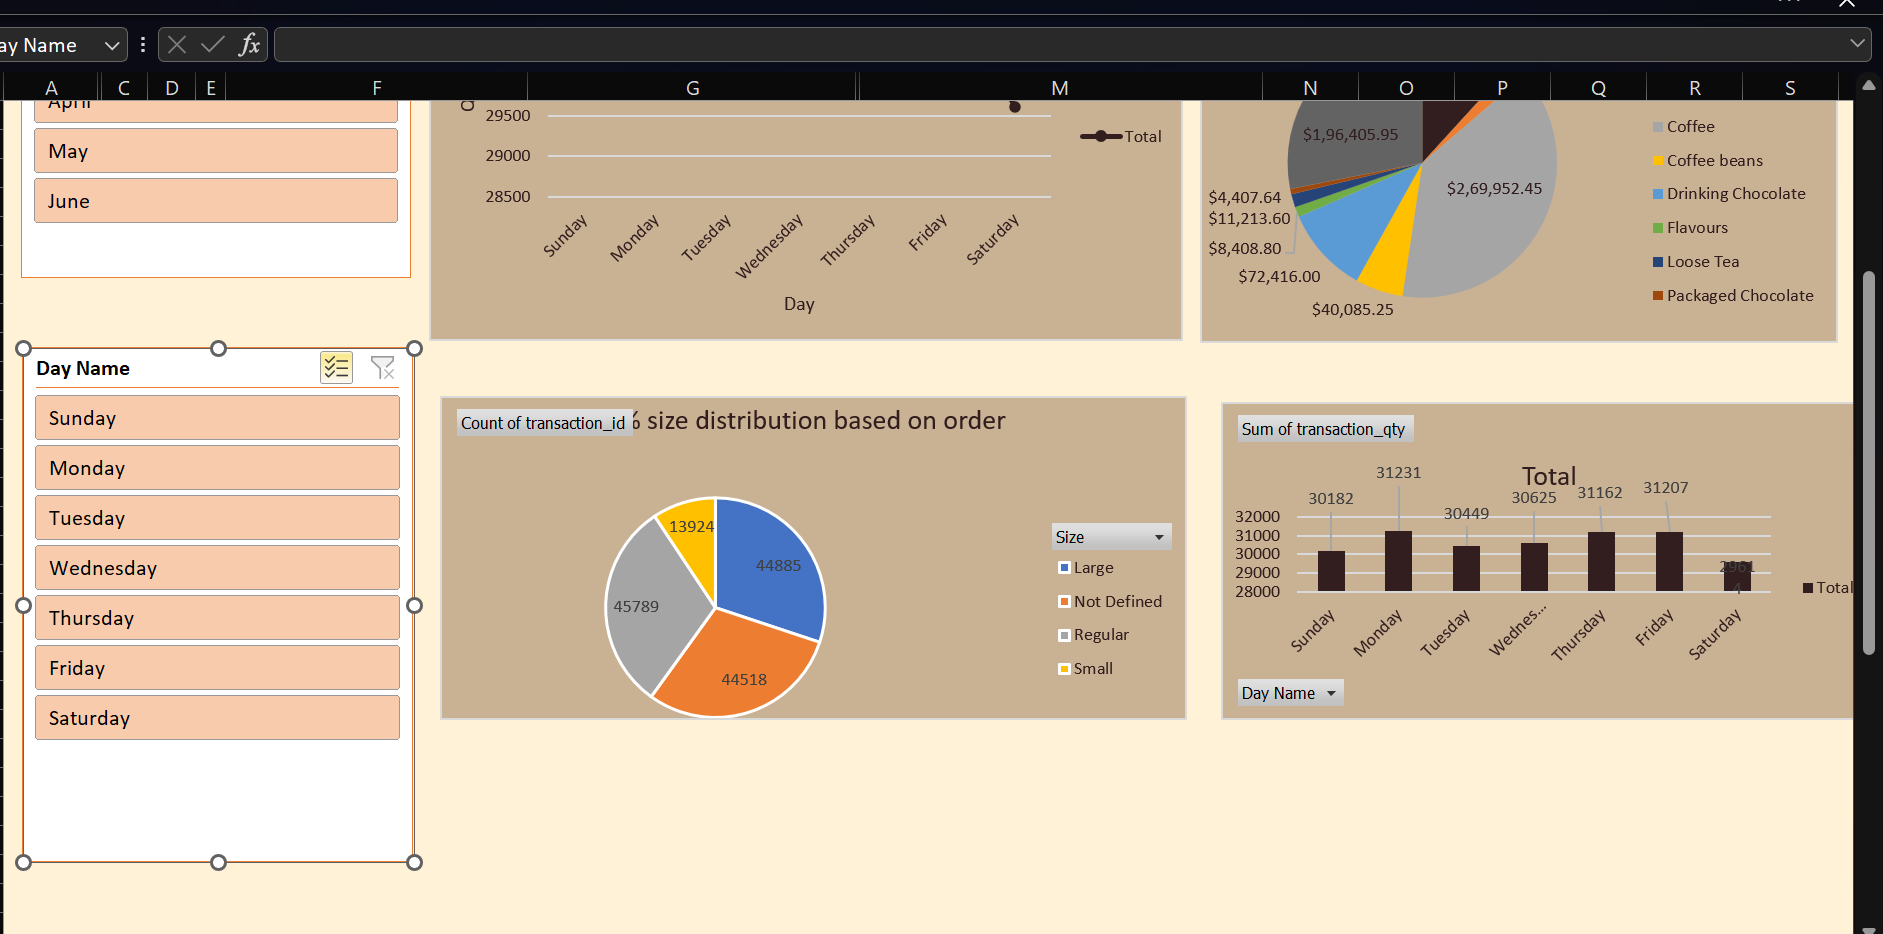 ay Name
fx
A C D E F G M N O P Q R S
April
May
June
29500
29000
28500
Total
Sunday
Monday
Tuesday
Wednesday
Thursday
Friday
Saturday
Day
$1,96,405.95
$2,69,952.45
$4,407.64
$11,213.60
$8,408.80
$72,416.00
$40,085.25
Coffee
Coffee beans
Drinking Chocolate
Flavours
Loose Tea
Packaged Chocolate
Day Name
Sunday
Monday
Tuesday
Wednesday
Thursday
Friday
Saturday
Count of transaction_id
% size distribution based on order
13924
44885
45789
44518
Size
Large
Not Defined
Regular
Small
Sum of transaction_qty
Total
30182
31231
30449
30625
31162
31207
29614
32000
31000
30000
29000
28000
Sunday
Monday
Tuesday
Wednes...
Thursday
Friday
Saturday
Total
Day Name